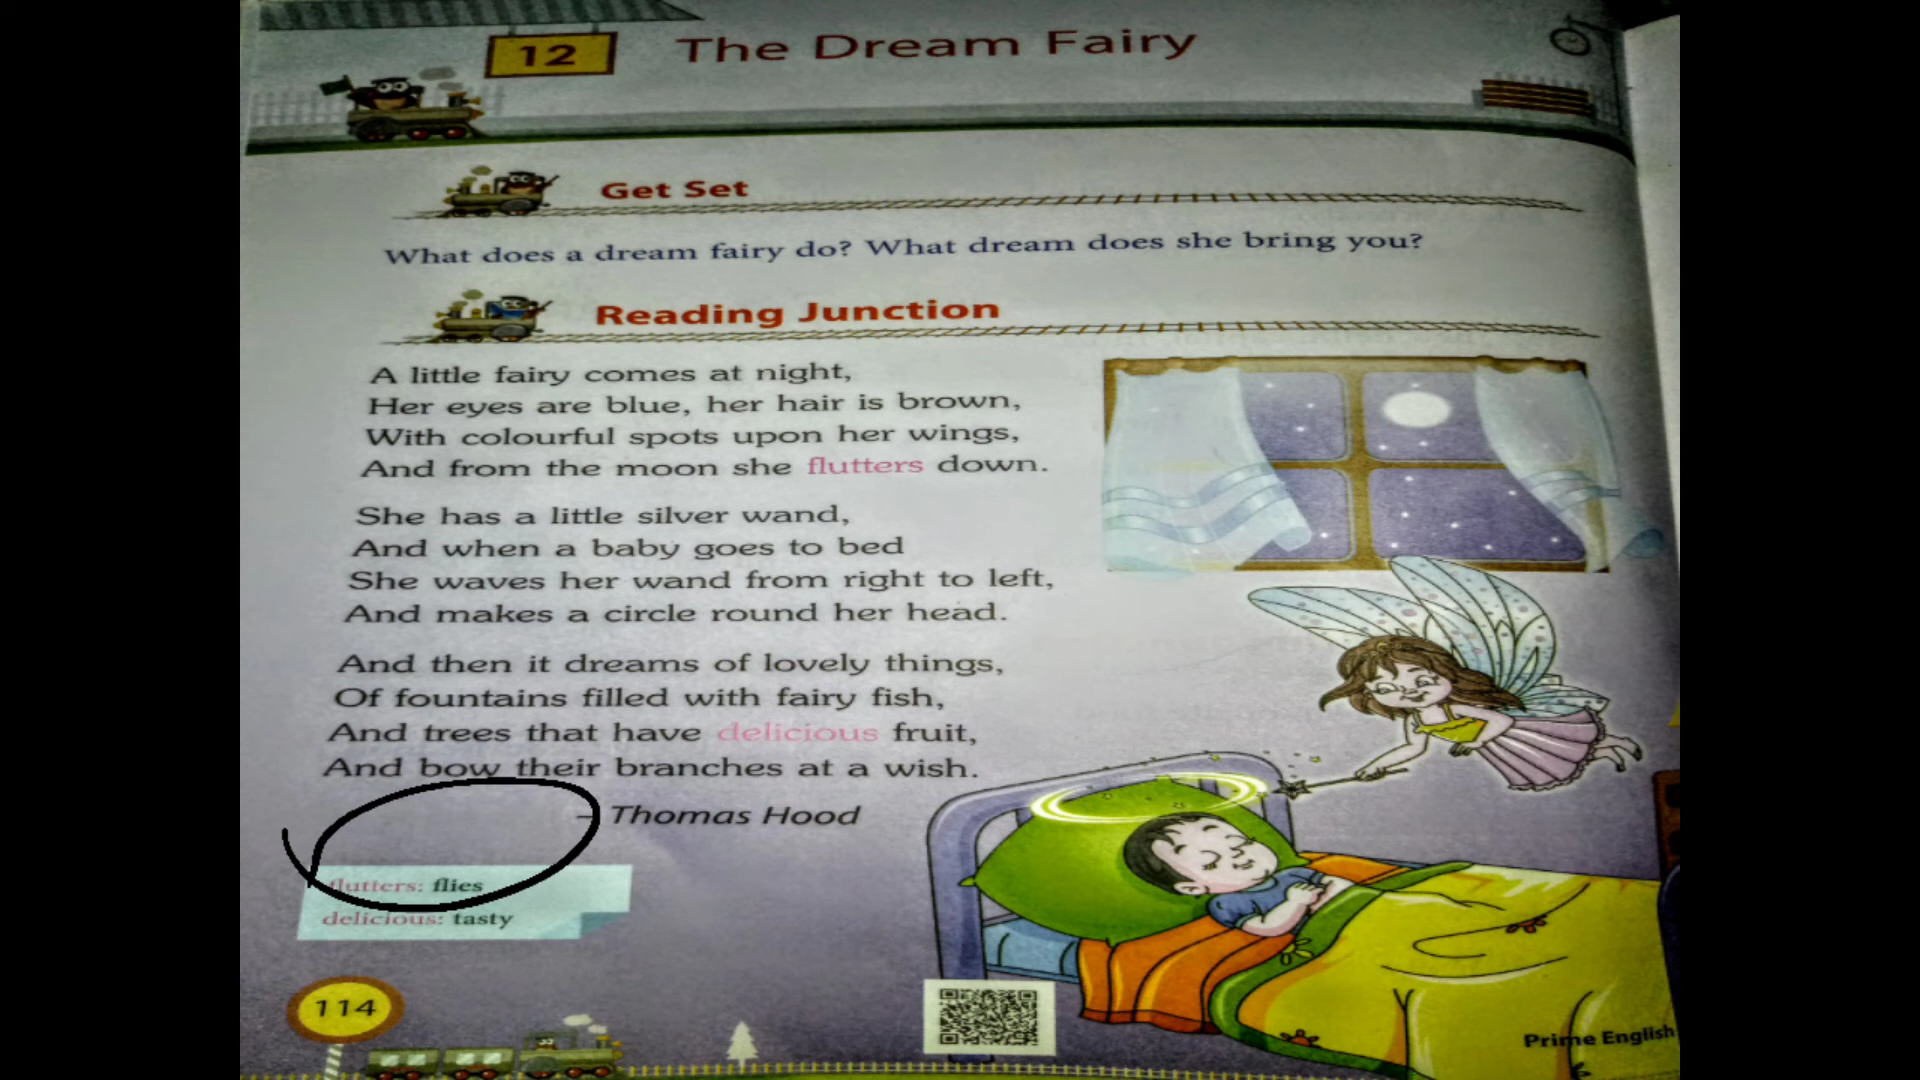 12
The Dream Fairy
Get Set
What does a dream fairy do? What dream does she bring you?
Reading Junction
A little fairy comes at night,
Her eyes are blue, her hair is brown,
With colourful spots upon her wings,
And from the moon she flutters down.
She has a little silver wand,
And when a baby goes to bed
She waves her wand from right to left,
And makes a circle round her head.
And then it dreams of lovely things,
Of fountains filled with fairy fish,
And trees that have delicious fruit,
And bow their branches at a wish.
– Thomas Hood
flutters: flies
delicious: tasty
114
Prime English